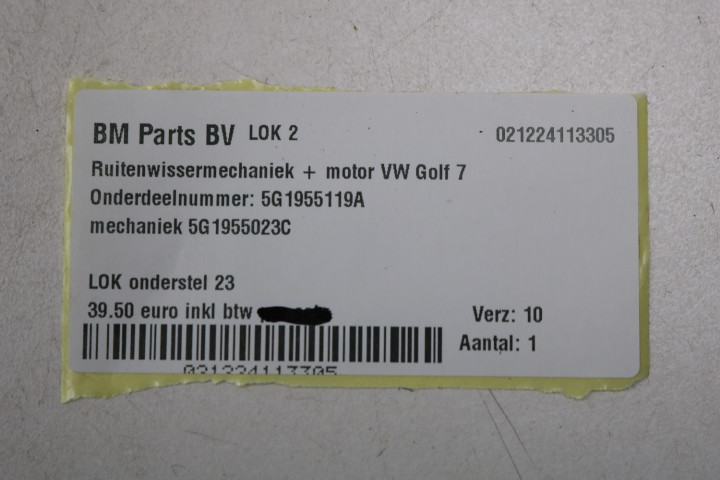 BM Parts BV LOK 2 021224113305
Ruitenwissermechaniek + motor VW Golf 7
Onderdeelnummer: 5G1955119A
mechaniek 5G1955023C
LOK onderstel 23
39.50 euro inkl btw Verz: 10
Aantal: 1
021224113305